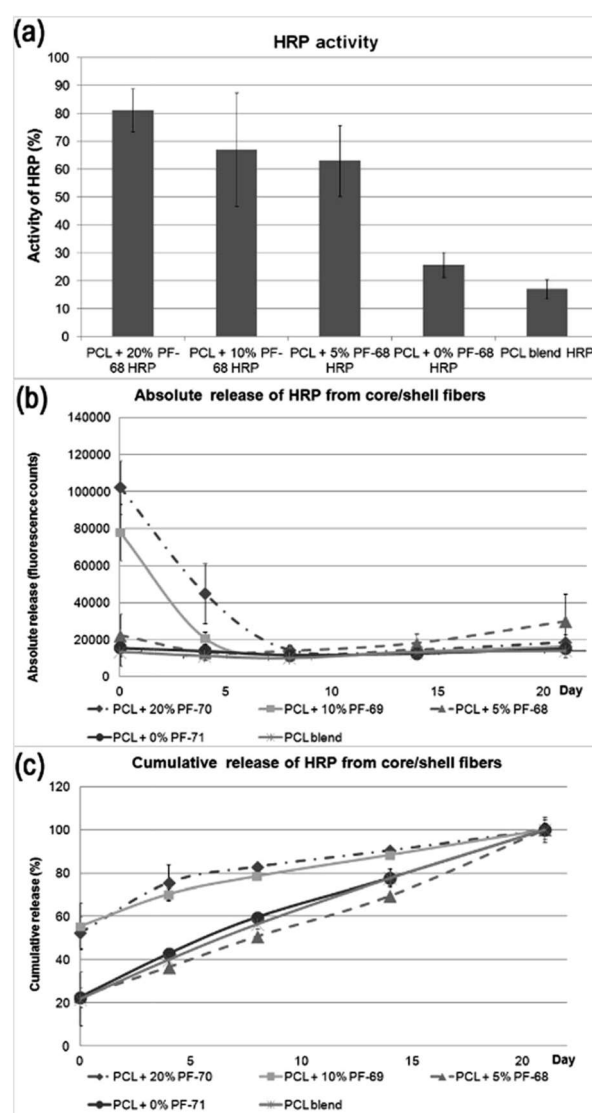 (a)
HRP activity
Activity of HRP (%)
100
90
80
70
60
50
40
30
20
10
0
PCL + 20% PF- PCL + 10% PF- PCL + 5% PF-68 PCL + 0% PF-68 PCL blend HRP
68 HRP 68 HRP HRP HRP
(b)
Absolute release of HRP from core/shell fibers
Absolute release (fluorescence counts)
140000
120000
100000
80000
60000
40000
20000
0
0 5 10 15 20 Day
PCL + 20% PF-70 PCL + 10% PF-69 PCL + 5% PF-68
PCL + 0% PF-71 PCL blend
(c)
Cumulative release of HRP from core/shell fibers
Cumulative release (%)
120
100
80
60
40
20
0
0 5 10 15 20 Day
PCL + 20% PF-70 PCL + 10% PF-69 PCL + 5% PF-68
PCL + 0% PF-71 PCL blend